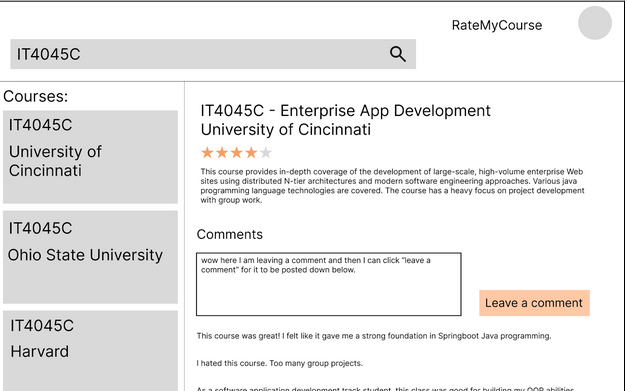 RateMyCourse
IT4045C
Courses:
IT4045C
University of
Cincinnati
IT4045C
Ohio State University
IT4045C
Harvard
IT4045C - Enterprise App Development
University of Cincinnati
This course provides in-depth coverage of the development of large-scale, high-volume enterprise Web
sites using distributed N-tier architectures and modern software engineering approaches. Various java
programming language technologies are covered. The course has a heavy focus on project development
with group work.
Comments
wow here I am leaving a comment and then I can click "leave a
comment" for it to be posted down below.
Leave a comment
This course was great! I felt like it gave me a strong foundation in Springboot Java programming.
I hated this course. Too many group projects.
As a software application development track student, this class was good for building my OOP abilities